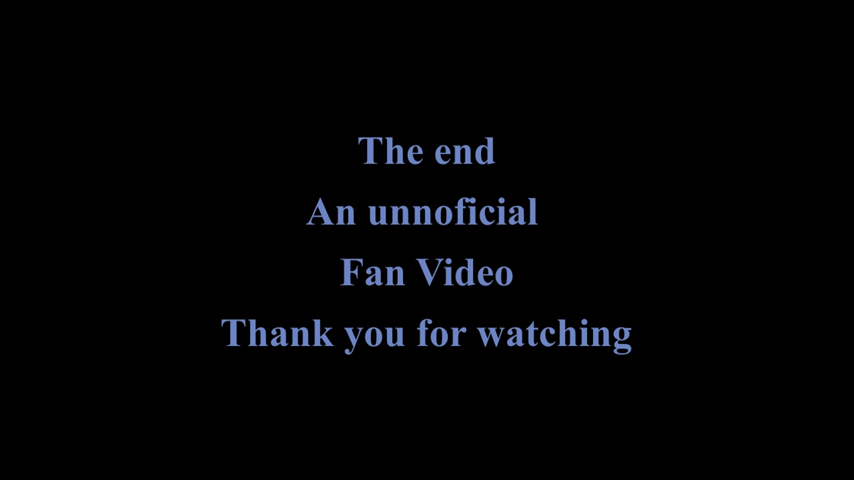 The end
An unnoficial
Fan Video
Thank you for watching